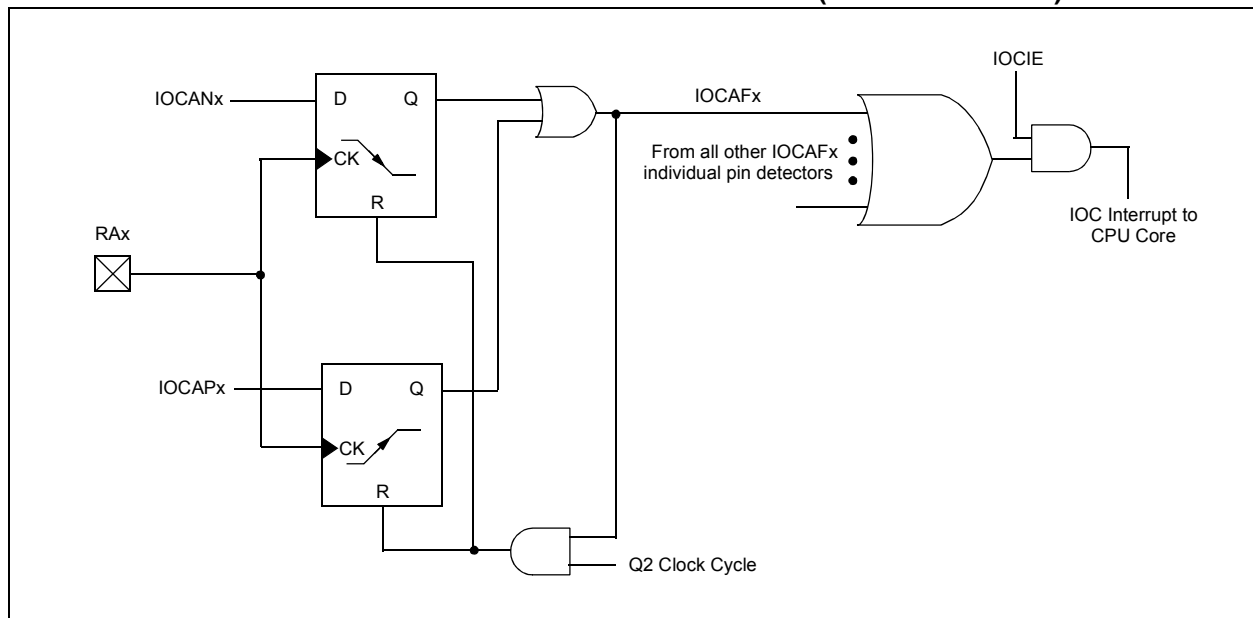 IOCIE
IOCANx
D
Q
IOCAFx
CK
From all other IOCAFx
individual pin detectors
R
IOC Interrupt to
CPU Core
RAx
IOCAPx
D
Q
CK
R
Q2 Clock Cycle